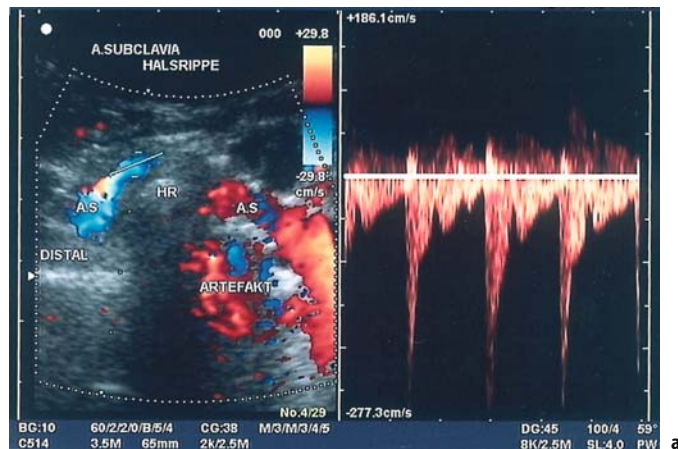 A.SUBCLAVIA
HALSRIPPE
000 +29.8
-29.8
cm/s
HR
A.S
A.S
DISTAL
ARTEFAKT
No.4/29
BG:10 60/2/2/0/B/5/4 CG:38 M/3/M/3/4/5
C514 3.5M 65mm 2k/2.5M
+186.1cm/s
-277.3cm/s
DG:45 100/4 59°
8K/2.5M SL:4.0 PW
a